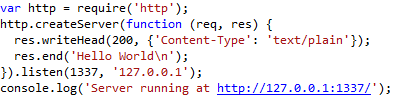 var http = require('http');
http.createServer(function (req, res) {
  res.writeHead(200, {'Content-Type': 'text/plain'});
  res.end('Hello World\n');
}).listen(1337, '127.0.0.1');
console.log('Server running at http://127.0.0.1:1337/');